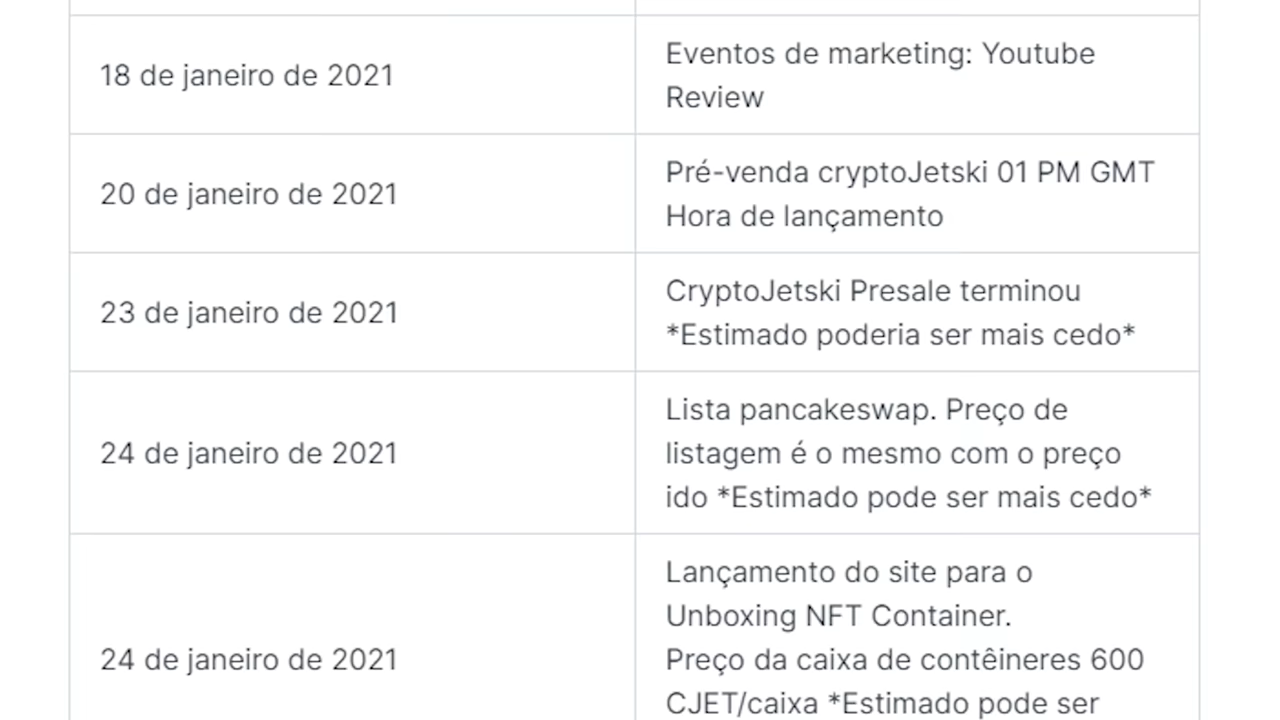 18 de janeiro de 2021
Eventos de marketing: Youtube
Review
20 de janeiro de 2021
Pré-venda cryptoJetski 01 PM GMT
Hora de lançamento
23 de janeiro de 2021
CryptoJetski Presale terminou
*Estimado poderia ser mais cedo*
24 de janeiro de 2021
Lista pancakeswap. Preço de
listagem é o mesmo com o preço
ido *Estimado pode ser mais cedo*
24 de janeiro de 2021
Lançamento do site para o
Unboxing NFT Container.
Preço da caixa de contêineres 600
CJET/caixa *Estimado pode ser